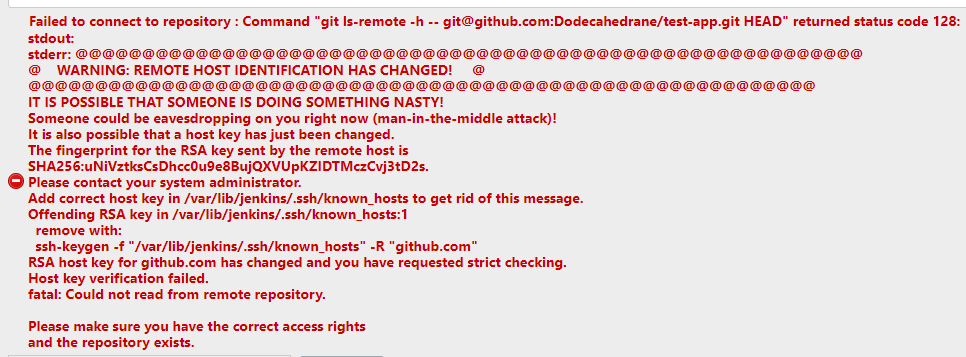 Failed to connect to repository : Command "git ls-remote -h -- git@github.com:Dodecahedrane/test-app.git HEAD" returned status code 128:
stdout:
stderr: @@@@@@@@@@@@@@@@@@@@@@@@@@@@@@@@@@@@@@@@@@@@@@@@@@@@@@@@@@@
@ WARNING: REMOTE HOST IDENTIFICATION HAS CHANGED! @
@@@@@@@@@@@@@@@@@@@@@@@@@@@@@@@@@@@@@@@@@@@@@@@@@@@@@@@@@@@
IT IS POSSIBLE THAT SOMEONE IS DOING SOMETHING NASTY!
Someone could be eavesdropping on you right now (man-in-the-middle attack)!
It is also possible that a host key has just been changed.
The fingerprint for the RSA key sent by the remote host is
SHA256:uNiVztksCsDhcc0u9e8BujQXVUpKZIDTMczCvj3tD2s.
Please contact your system administrator.
Add correct host key in /var/lib/jenkins/.ssh/known_hosts to get rid of this message.
Offending RSA key in /var/lib/jenkins/.ssh/known_hosts:1
remove with:
ssh-keygen -f "/var/lib/jenkins/.ssh/known_hosts" -R "github.com"
RSA host key for github.com has changed and you have requested strict checking.
Host key verification failed.
fatal: Could not read from remote repository.
Please make sure you have the correct access rights
and the repository exists.